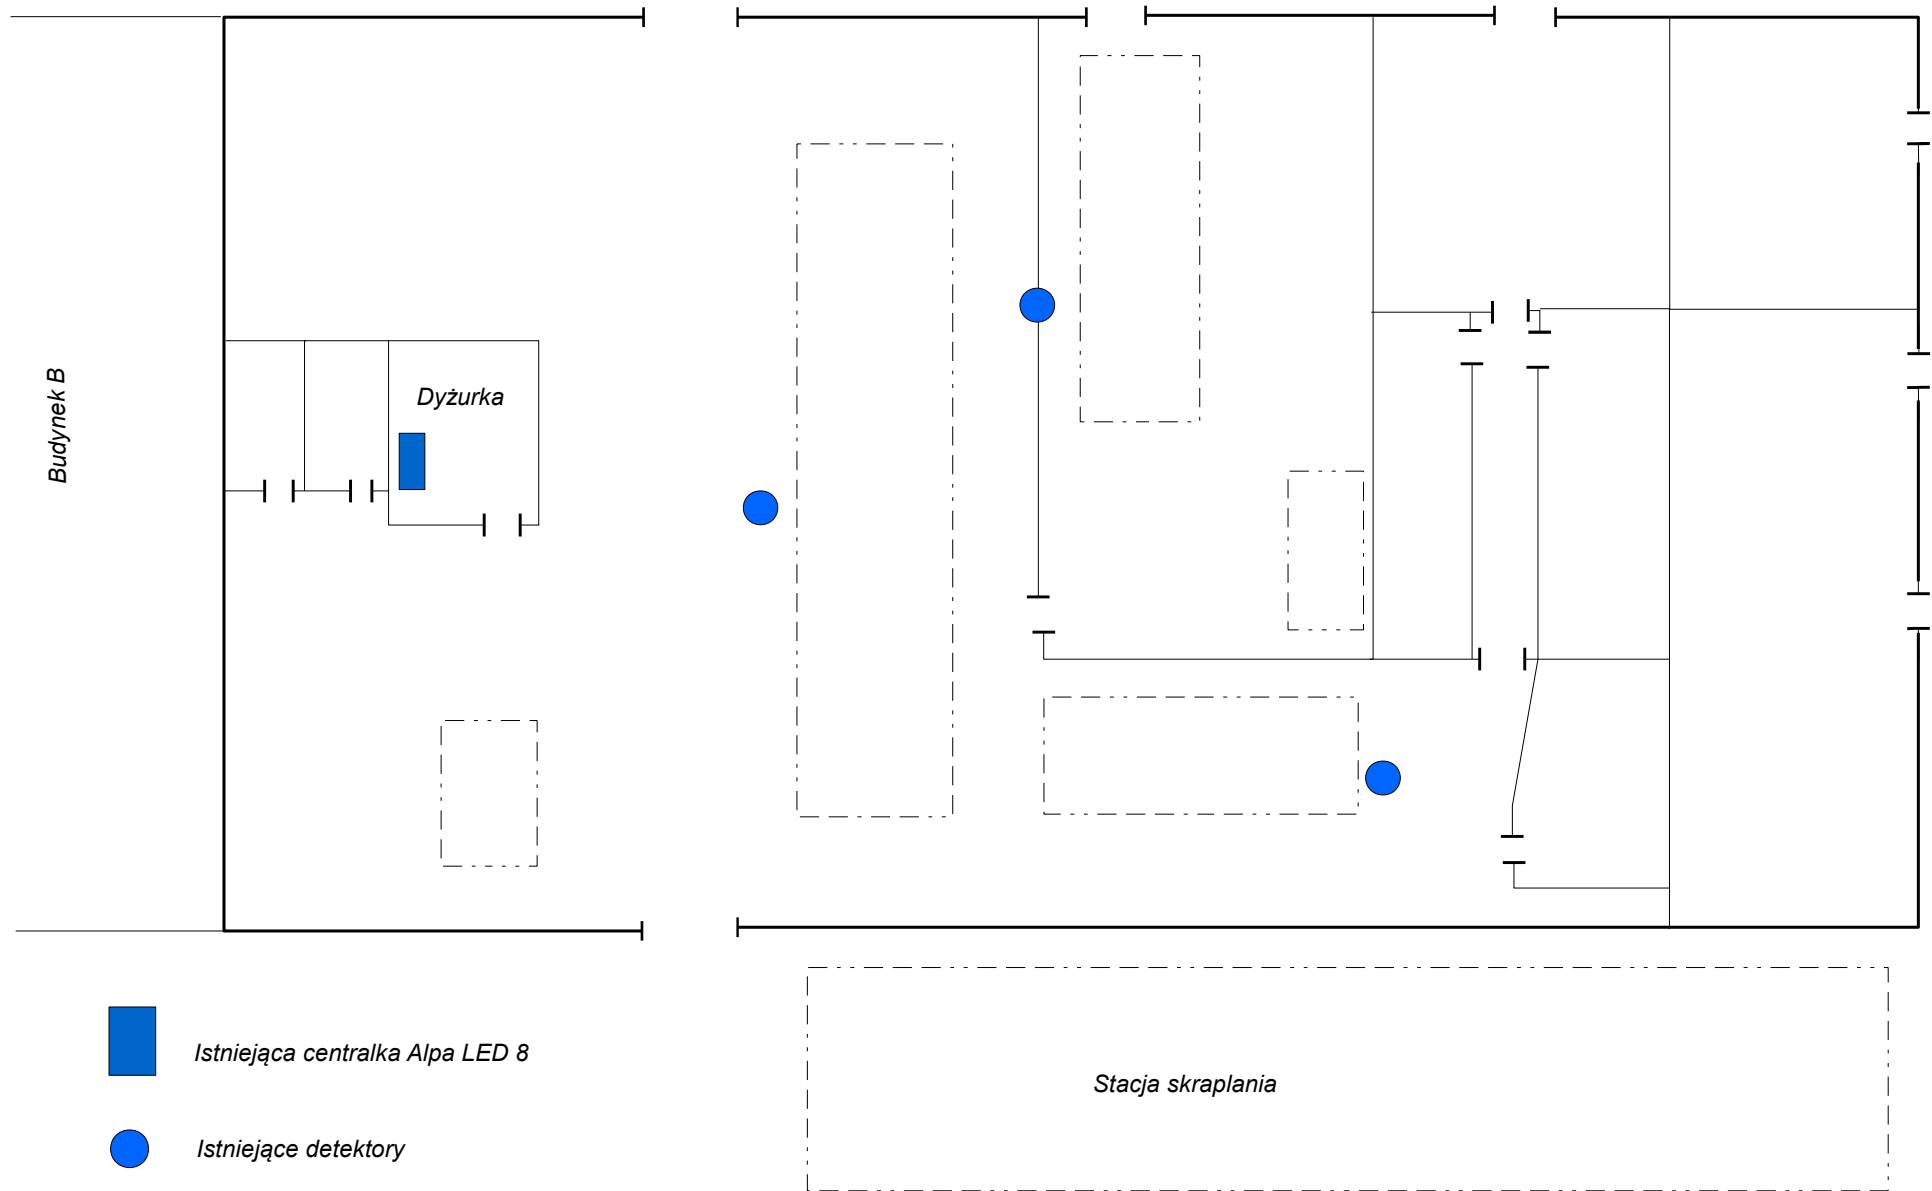 Dyżurka
Budynek B
Istniejąca centralka Alpa LED 8
Stacja skraplania
Istniejące detektory